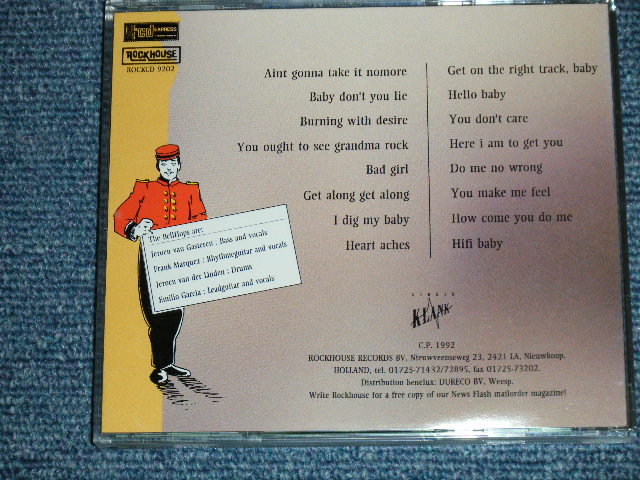 cd EXPRESS
ROCKHOUSE
ROCKCD 9202
Aint gonna take it nomore
Baby don't you lie
Burning with desire
You ought to see grandma rock
Bad girl
Get along get along
I dig my baby
Heart aches
Get on the right track, baby
Hello baby
You don't care
Here i am to get you
Do me no wrong
You make me feel
How come you do me
Hifi baby
The Bellhops are:
Jeroen van Gasteren : Bass and vocals
Frank Marquez : Rhythmeguitar and vocals
Jeroen van der Linden : Drums
Emilio Garcia : Leadguitar and vocals
STUDIO
KLANK
C.P. 1992
ROCKHOUSE RECORDS BV, Nieuwveenseweg 23, 2421 LA, Nieuwkoop,
HOLLAND, tel. 01725-71432/72895, fax 01725-73202.
Distribution benelux: DURECO BV, Weesp.
Write Rockhouse for a free copy of our News Flash mailorder magazine!